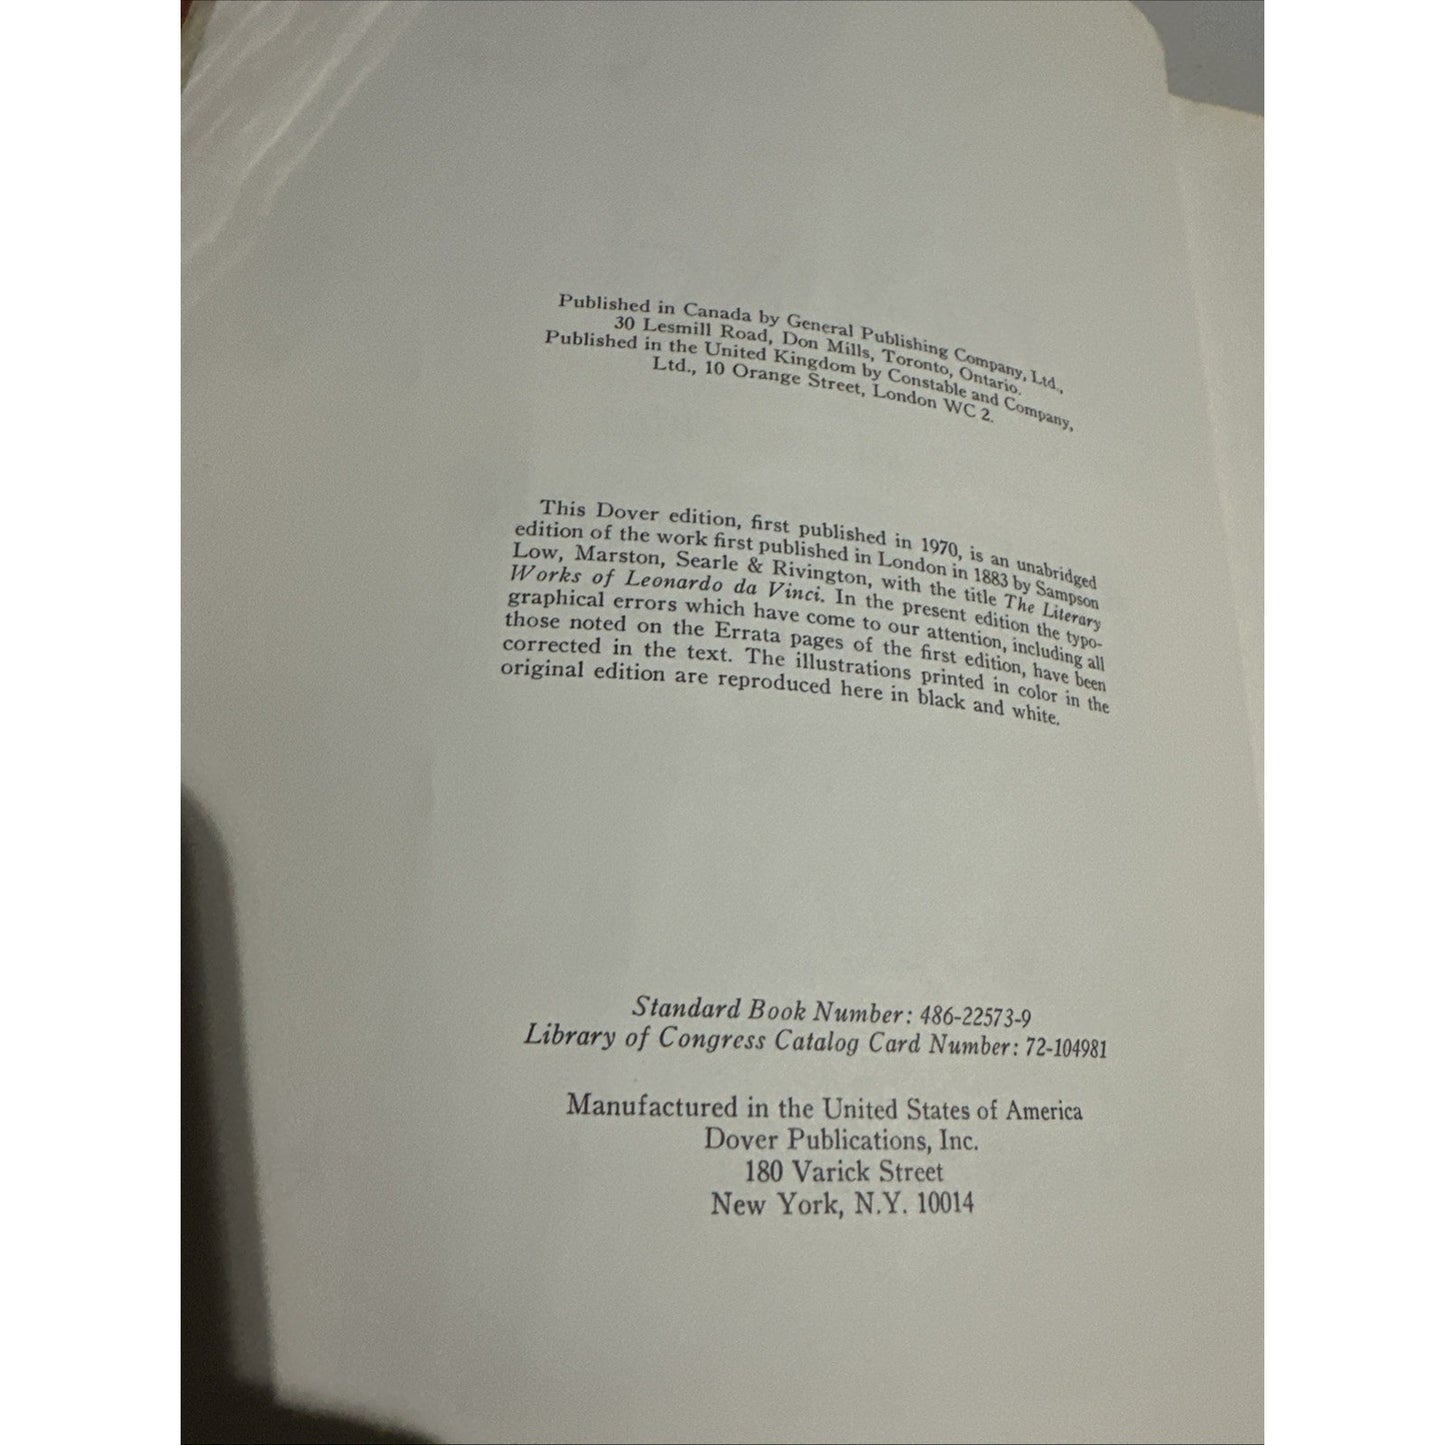 Published in Canada by General Publishing Company, Ltd.,
30 Lesmill Road, Don Mills, Toronto, Ontario.
Published in the United Kingdom by Constable and Company,
Ltd., 10 Orange Street, London WC 2.
This Dover edition, first published in 1970, is an unabridged
edition of the work first published in London in 1883 by Sampson
Low, Marston, Searle & Rivington, with the title The Literary
Works of Leonardo da Vinci. In the present edition the typo-
graphical errors which have come to our attention, including all
those noted on the Errata pages of the first edition, have been
corrected in the text. The illustrations printed in color in the
original edition are reproduced here in black and white.
Standard Book Number: 486-22573-9
Library of Congress Catalog Card Number: 72-104981
Manufactured in the United States of America
Dover Publications, Inc.
180 Varick Street
New York, N.Y. 10014